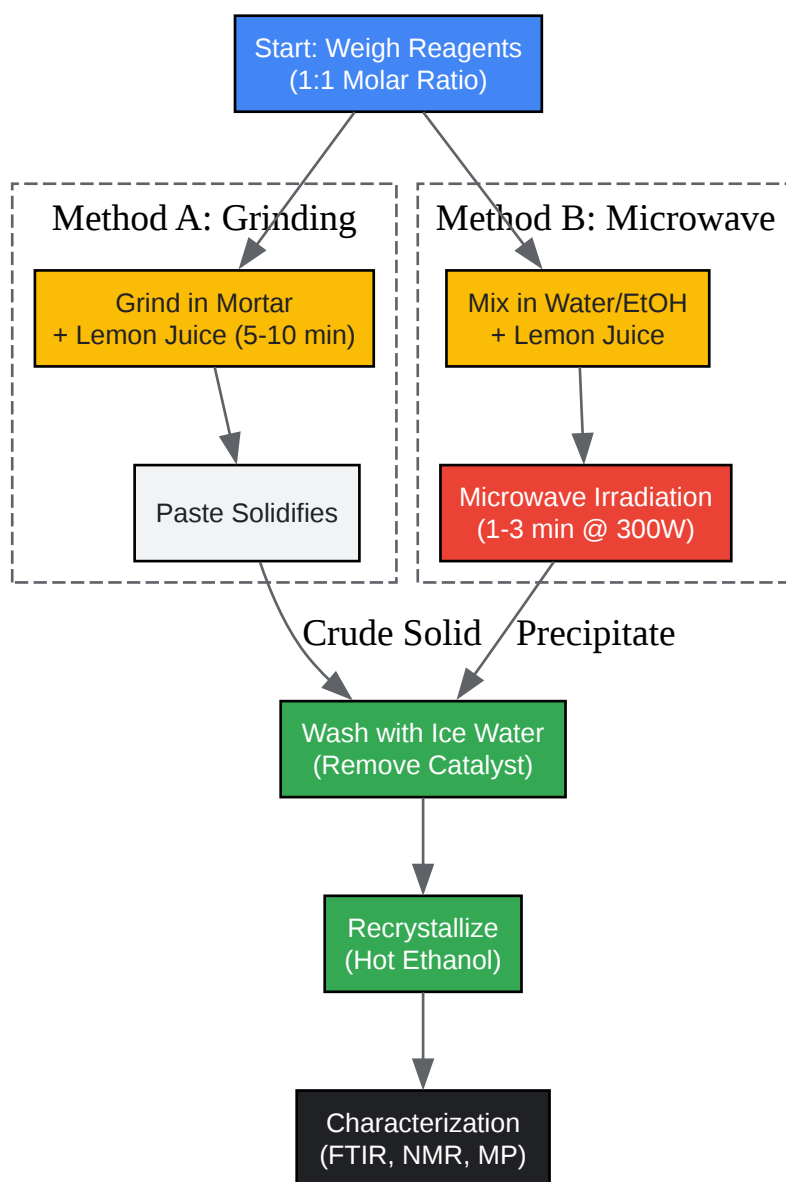 Start: Weigh Reagents
(1:1 Molar Ratio)
Method A: Grinding
Method B: Microwave
Grind in Mortar
+ Lemon Juice (5-10 min)
Mix in Water/EtOH
+ Lemon Juice
Paste Solidifies
Microwave Irradiation
(1-3 min @ 300W)
Crude Solid
Precipitate
Wash with Ice Water
(Remove Catalyst)
Recrystallize
(Hot Ethanol)
Characterization
(FTIR, NMR, MP)